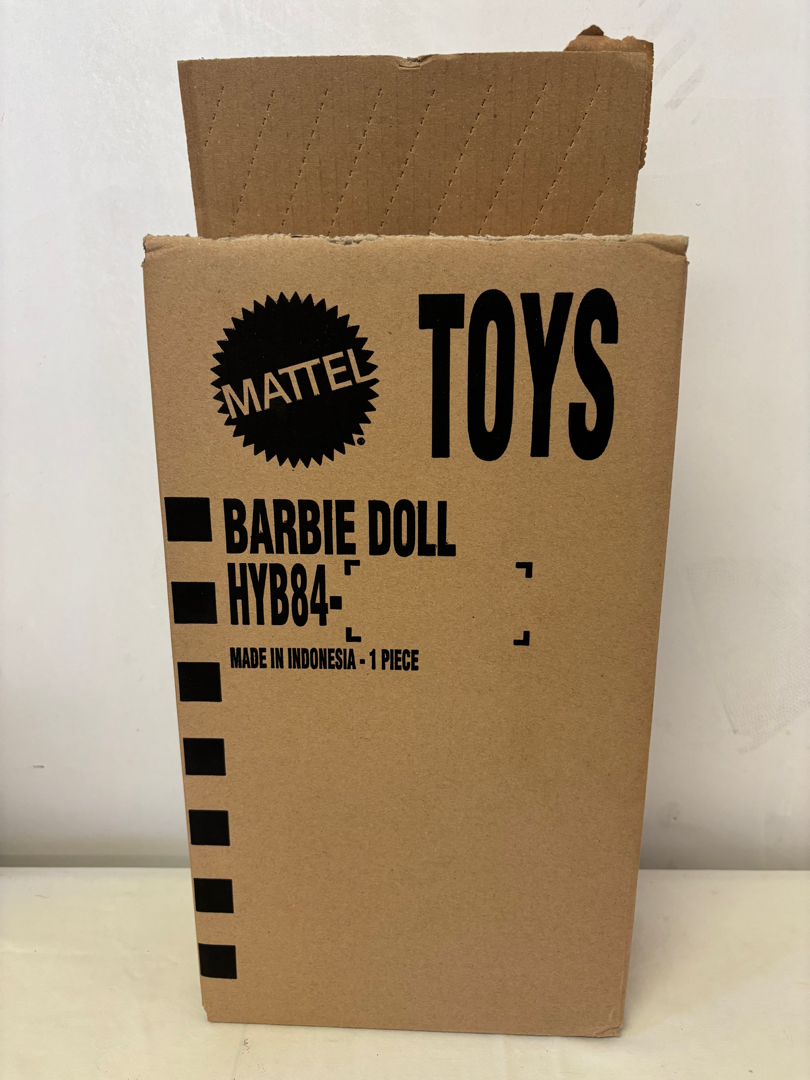 MATTEL
TOYS
BARBIE DOLL
HYB84-
MADE IN INDONESIA - 1 PIECE